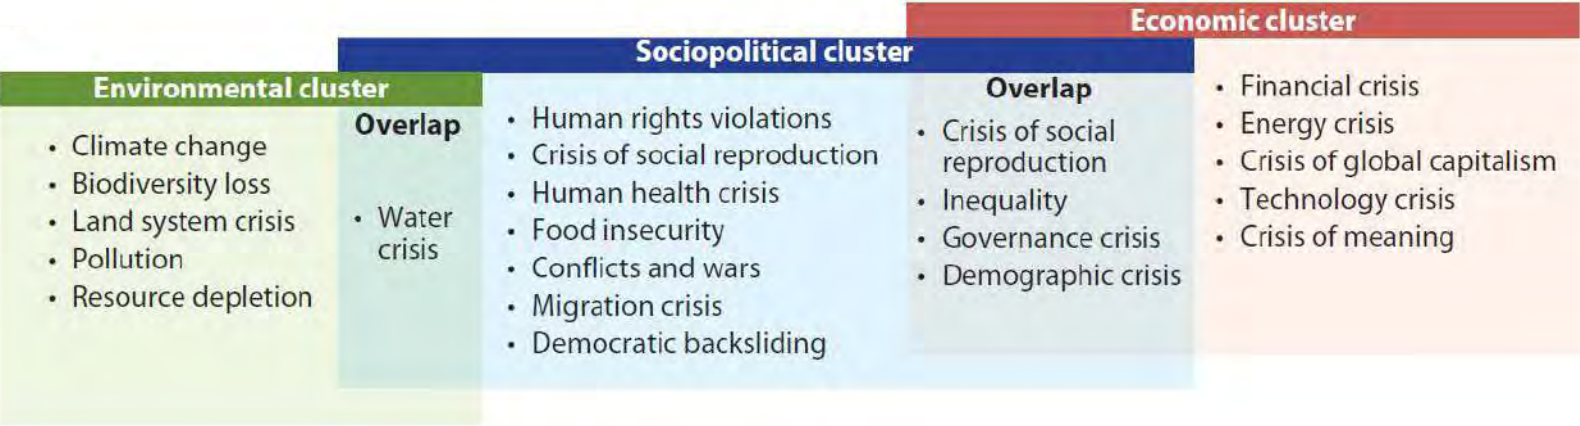 Economic cluster
Sociopolitical cluster
Environmental cluster
• Climate change
• Biodiversity loss
• Land system crisis
• Pollution
• Resource depletion
Overlap
• Water
crisis
• Human rights violations
• Crisis of social reproduction
• Human health crisis
• Food insecurity
• Conflicts and wars
• Migration crisis
• Democratic backsliding
Overlap
• Crisis of social
reproduction
• Inequality
• Governance crisis
• Demographic crisis
• Financial crisis
• Energy crisis
• Crisis of global capitalism
• Technology crisis
• Crisis of meaning